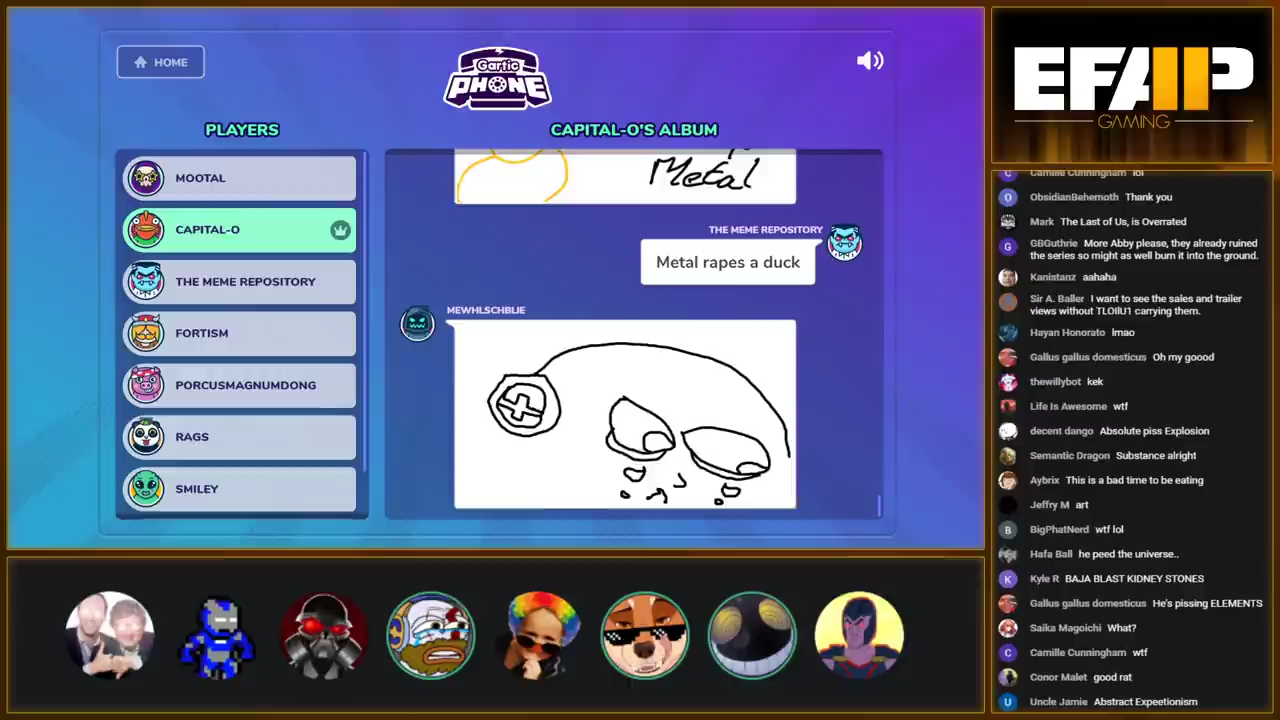 HOME
Gartic
PHONE
PLAYERS
MOOTAL
CAPITAL-O
THE MEME REPOSITORY
FORTISM
PORCUSMAGNUMDONG
RAGS
SMILEY
CAPITAL-O'S ALBUM
Metal
THE MEME REPOSITORY
Metal rapes a duck
MEWHLSCHBLIE
EFAP
GAMING
C Camille Cunningham lol
O ObsidianBehemoth Thank you
Mark The Last of Us, is Overrated
G GBGuthrie More Abby please, they already ruined
the series so might as well burn it into the ground.
Kanistanz aahaha
Sir A. Baller I want to see the sales and trailer
views without TLOIlU1 carrying them.
Hayan Honorato lmao
Gallus gallus domesticus Oh my goood
thewillybot kek
Life Is Awesome wtf
decent dango Absolute piss Explosion
Semantic Dragon Substance alright
Aybrix This is a bad time to be eating
Jeffry M art
B BigPhatNerd wtf lol
Hafa Ball he peed the universe..
K Kyle R BAJA BLAST KIDNEY STONES
Gallus gallus domesticus He's pissing ELEMENTS
Saika Magoichi What?
C Camille Cunningham wtf
Conor Malet good rat
U Uncle Jamie Abstract Expeetionism